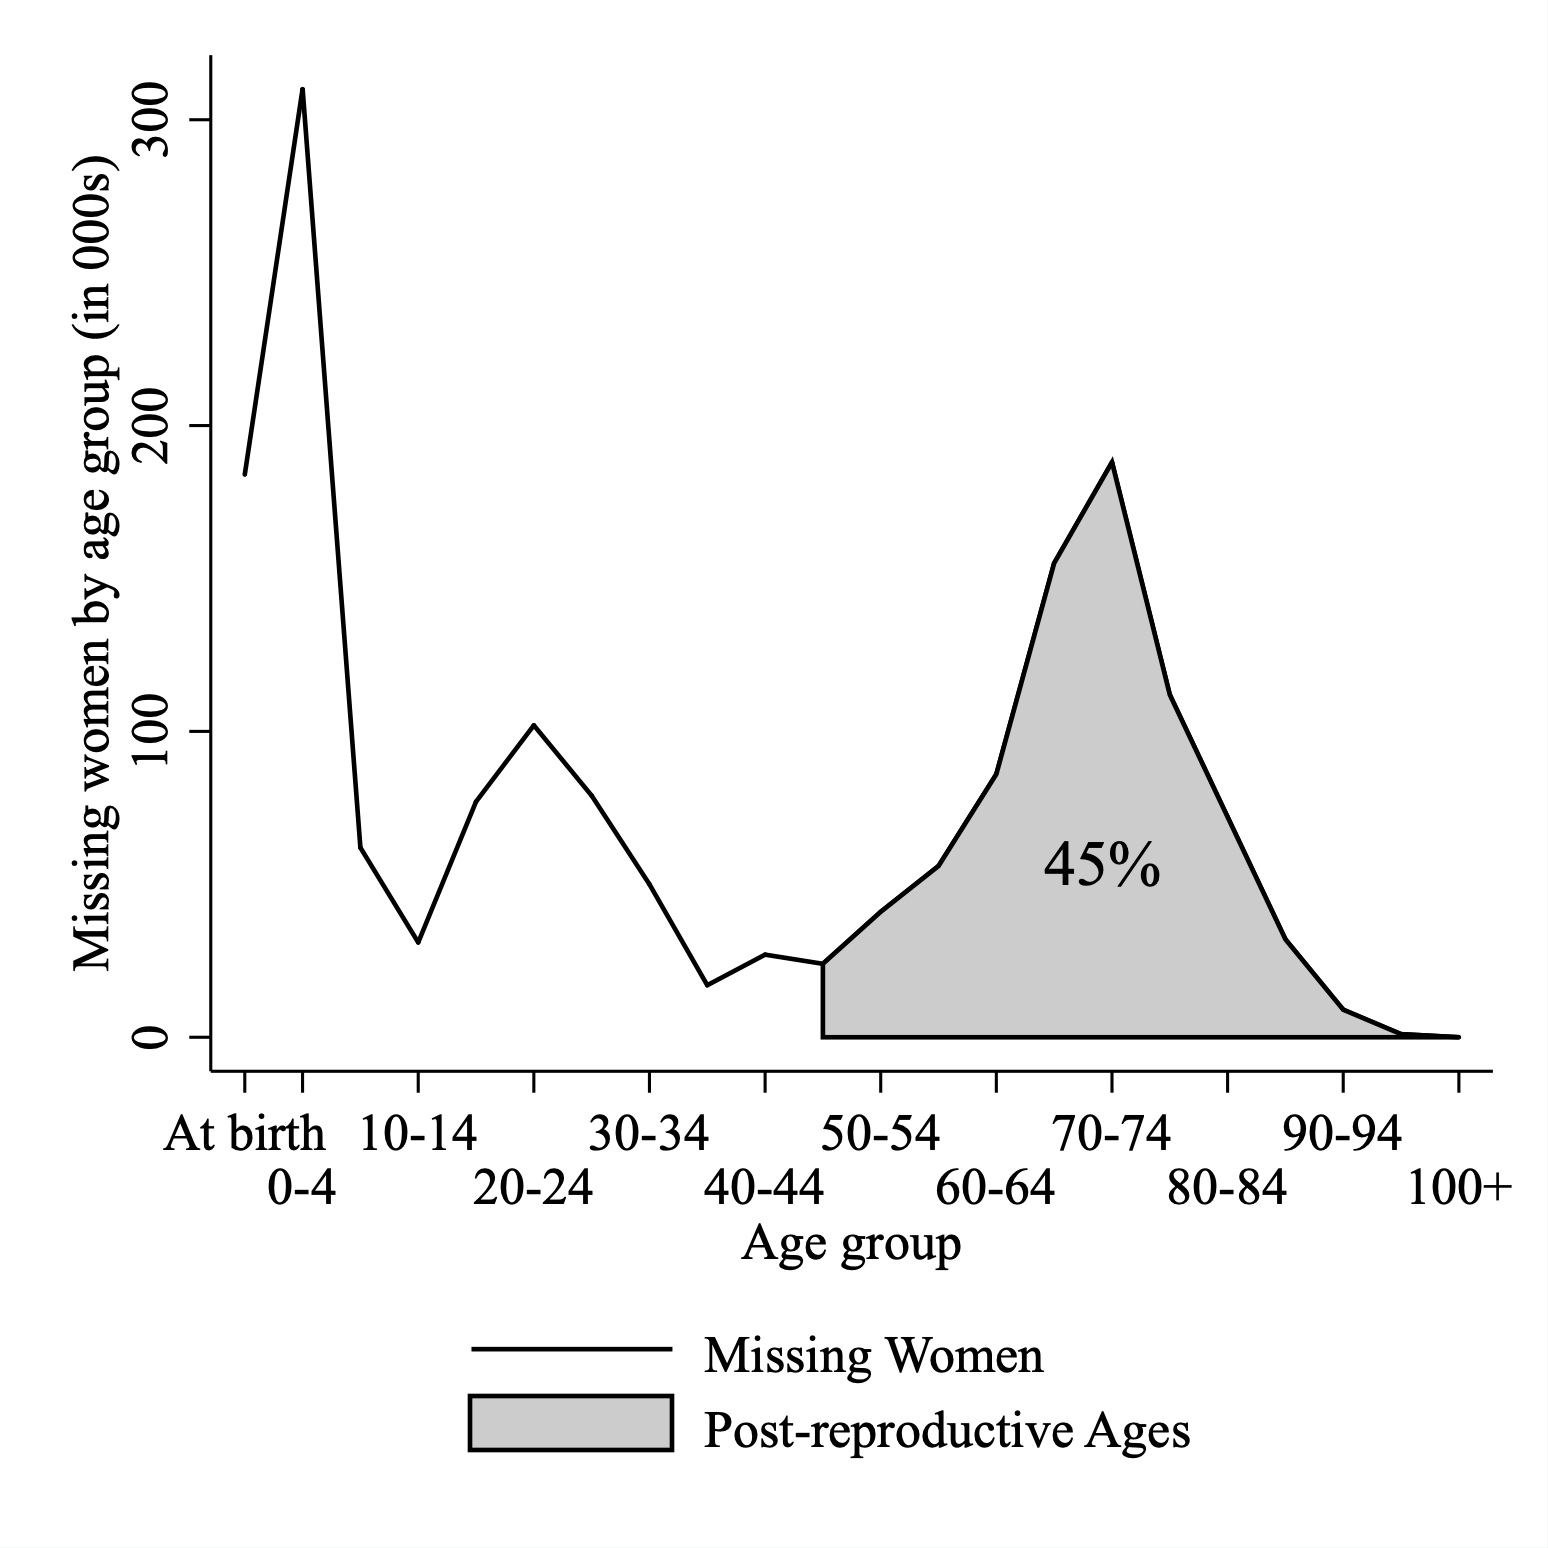 Missing women by age group (in 000s)
300
200
100
0
45%
At birth 10-14 30-34 50-54 70-74 90-94
0-4 20-24 40-44 60-64 80-84 100+
Age group
Missing Women
Post-reproductive Ages